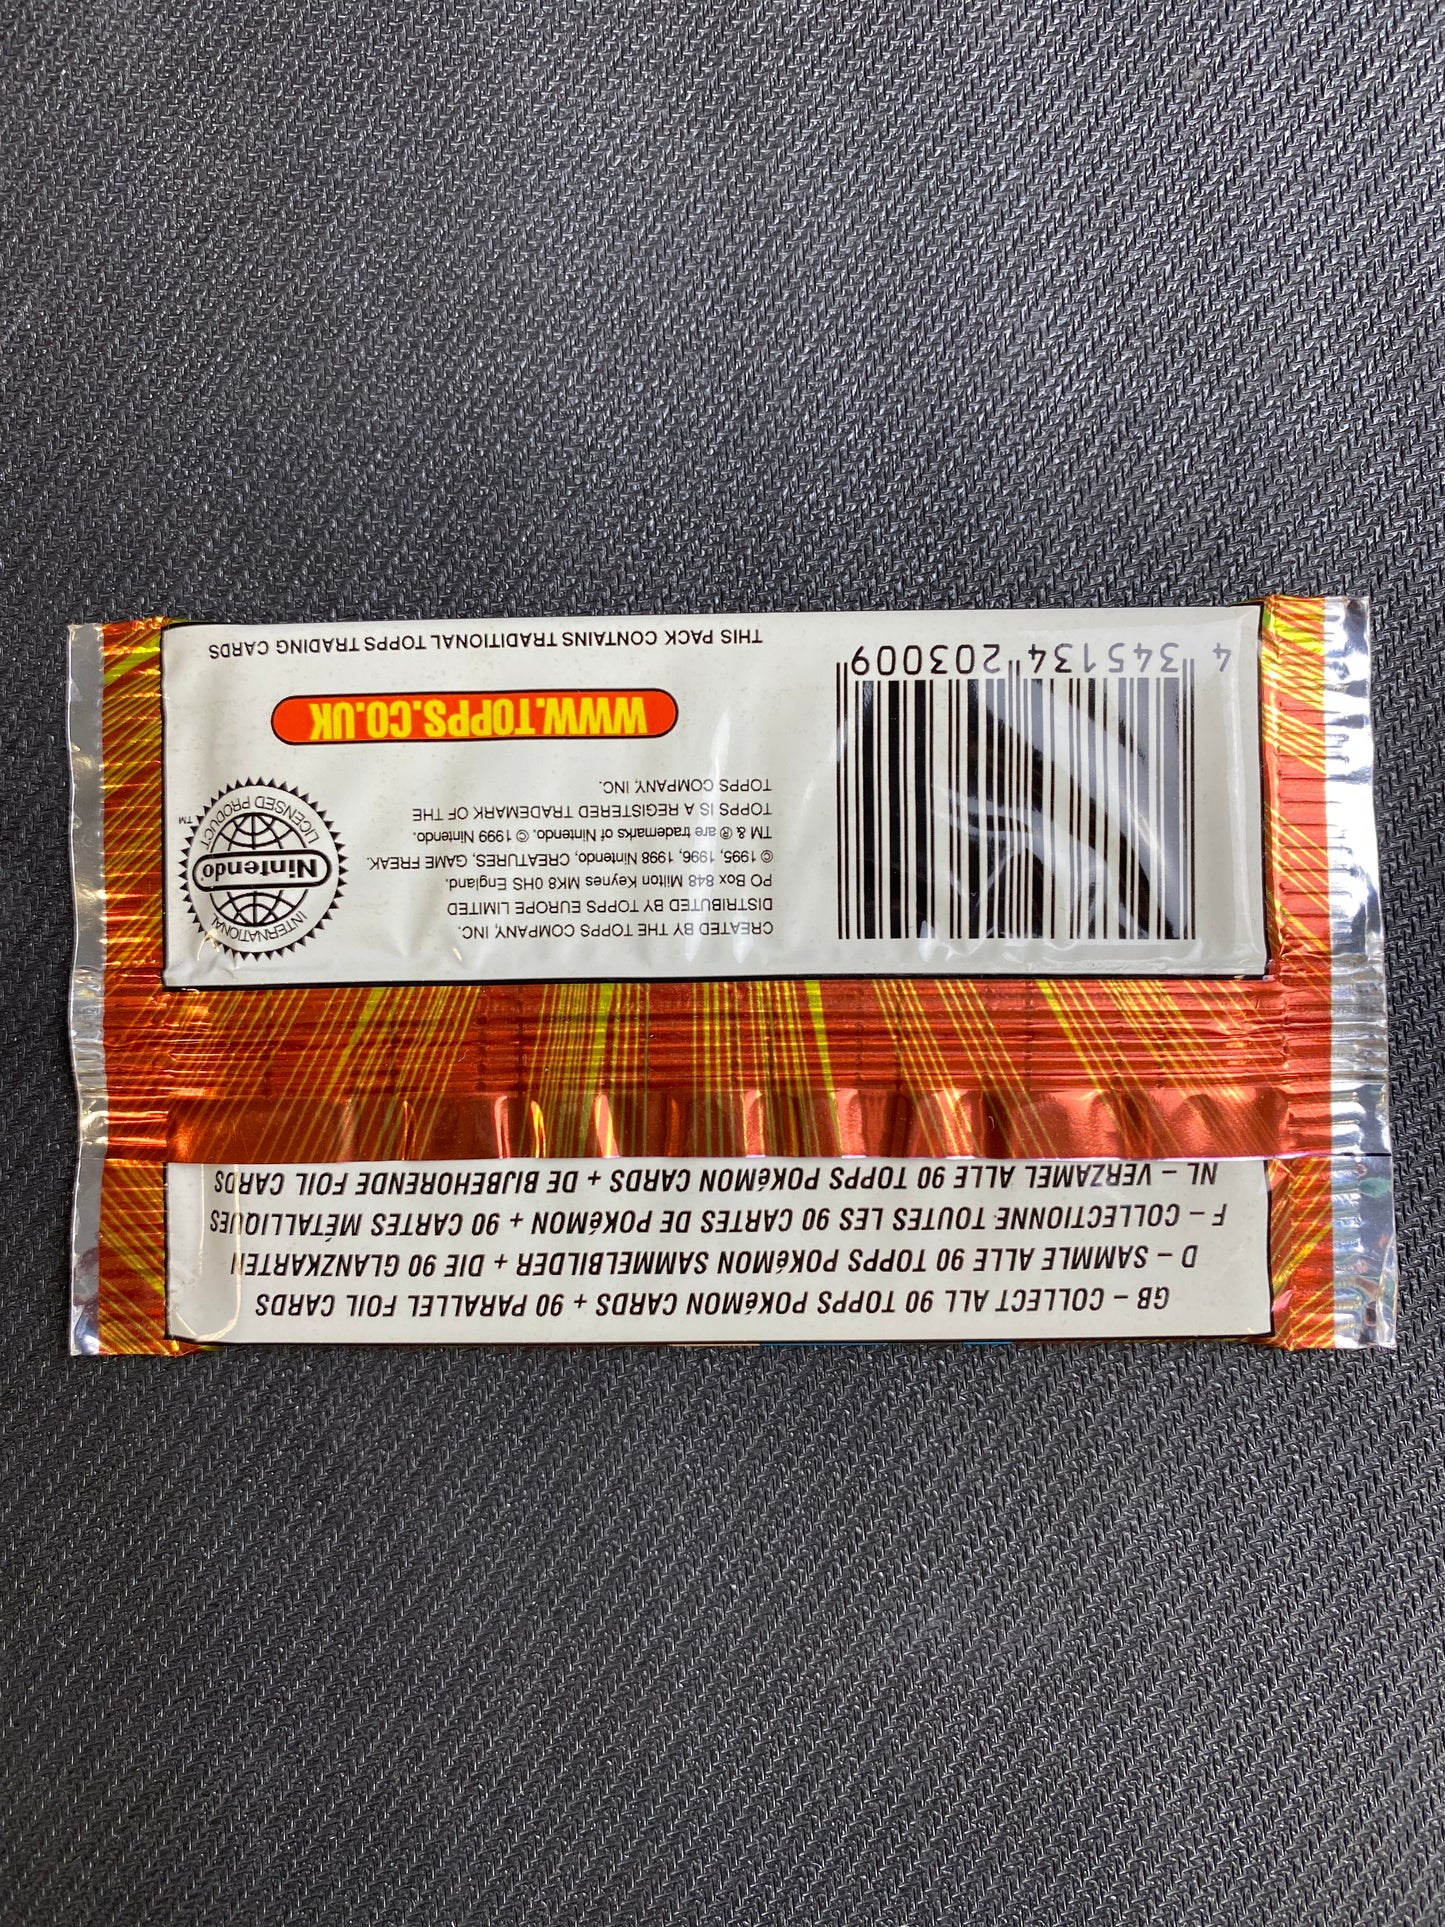 GB – COLLECT ALL 90 TOPPS POKéMON CARDS + 90 PARALLEL FOIL CARDS
D – SAMMLE ALLE 90 TOPPS POKéMON SAMMELBILDER + DIE 90 GLANZKARTEN
F – COLLECTIONNE TOUTES LES 90 CARTES DE POKéMON + 90 CARTES MÉTALLIQUES
NL – VERZAMEL ALLE 90 TOPPS POKéMON CARDS + DE BIJBEHORENDE FOIL CARDS
CREATED BY THE TOPPS COMPANY, INC.
DISTRIBUTED BY TOPPS EUROPE LIMITED
PO Box 848 Milton Keynes MK8 0HS England.
© 1995, 1996, 1998 Nintendo, CREATURES, GAME FREAK.
TM & ® are trademarks of Nintendo. © 1999 Nintendo.
TOPPS IS A REGISTERED TRADEMARK OF THE
TOPPS COMPANY, INC.
INTERNATIONAL
Nintendo®
LICENSED PRODUCT
TM
WWW.TOPPS.CO.UK
4 345134 203009
THIS PACK CONTAINS TRADITIONAL TOPPS TRADING CARDS